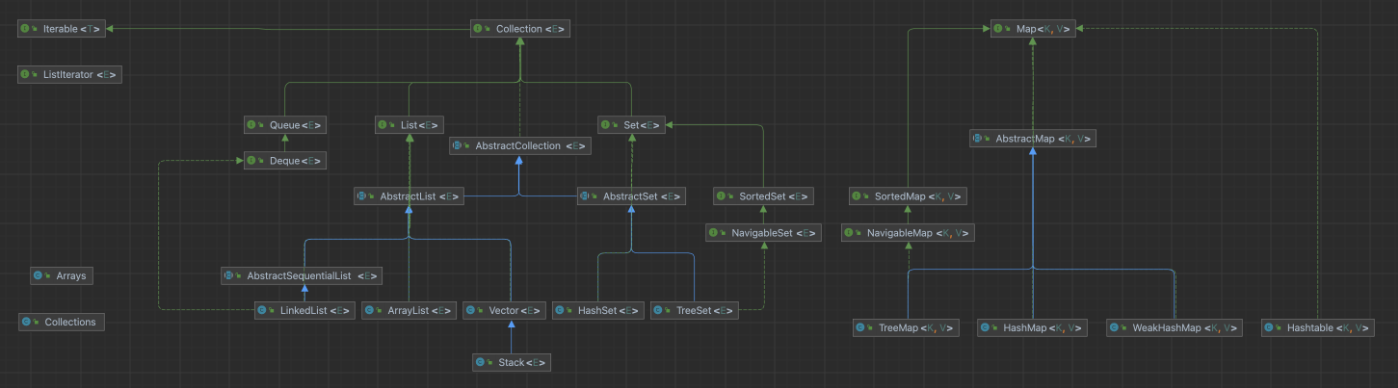 Iterable <T>
Collection <E>
Map<K, V>
ListIterator <E>
Queue<E>
List<E>
Set<E>
AbstractCollection <E>
AbstractMap <K, V>
Deque<E>
AbstractList <E>
AbstractSet <E>
SortedSet <E>
SortedMap <K, V>
NavigableSet <E>
NavigableMap <K, V>
Arrays
AbstractSequentialList <E>
LinkedList <E>
ArrayList <E>
Vector <E>
HashSet <E>
TreeSet <E>
Collections
TreeMap <K, V>
HashMap <K, V>
WeakHashMap <K, V>
Hashtable <K, V>
Stack <E>